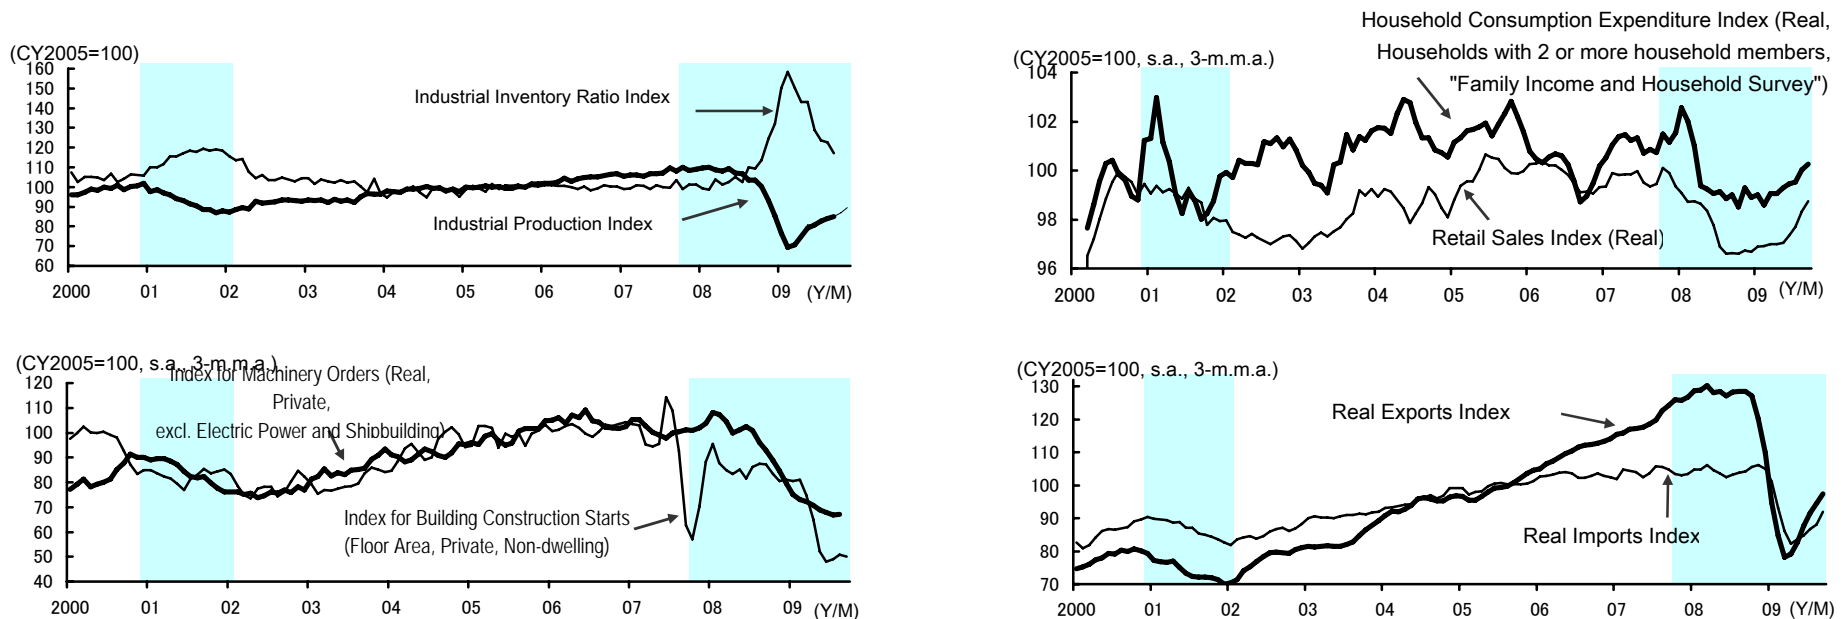 (CY2005=100)
160
150
140
130
120
110
100
90
80
70
60
Industrial Inventory Ratio Index
Industrial Production Index
2000 01 02 03 04 05 06 07 08 09 (Y/M)
Household Consumption Expenditure Index (Real,
Households with 2 or more household members,
"Family Income and Household Survey")
(CY2005=100, s.a., 3-m.m.a.)
104
102
100
98
96
Retail Sales Index (Real)
2000 01 02 03 04 05 06 07 08 09 (Y/M)
(CY2005=100, s.a., 3-m.m.a.)
120
110
100
90
80
70
60
50
40
Index for Machinery Orders (Real,
Private,
excl. Electric Power and Shipbuilding)
Index for Building Construction Starts
(Floor Area, Private, Non-dwelling)
2000 01 02 03 04 05 06 07 08 09 (Y/M)
(CY2005=100, s.a., 3-m.m.a.)
130
120
110
100
90
80
70
Real Exports Index
Real Imports Index
2000 01 02 03 04 05 06 07 08 09 (Y/M)